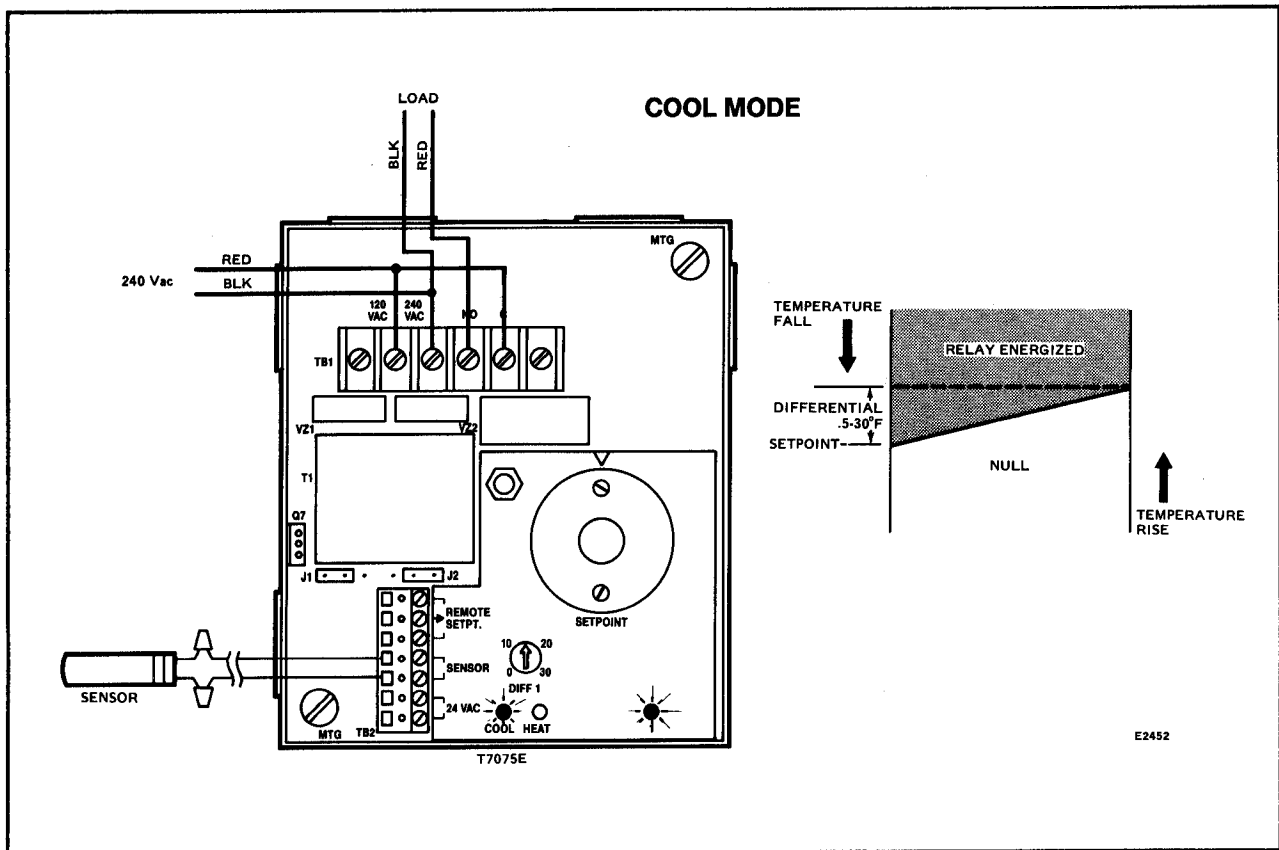 COOL MODE
LOAD
BLK
RED
240 Vac
RED
BLK
120
VAC
240
VAC
NO
C
MTG
TB1
VZ1
VZ2
T1
Q7
J1
J2
REMOTE
SETPT.
SENSOR
24 VAC
TB2
MTG
SETPOINT
10
20
0
30
DIFF 1
COOL
HEAT
T7075E
SENSOR
TEMPERATURE
FALL
RELAY ENERGIZED
DIFFERENTIAL
.5-30°F
SETPOINT
NULL
TEMPERATURE
RISE
E2452